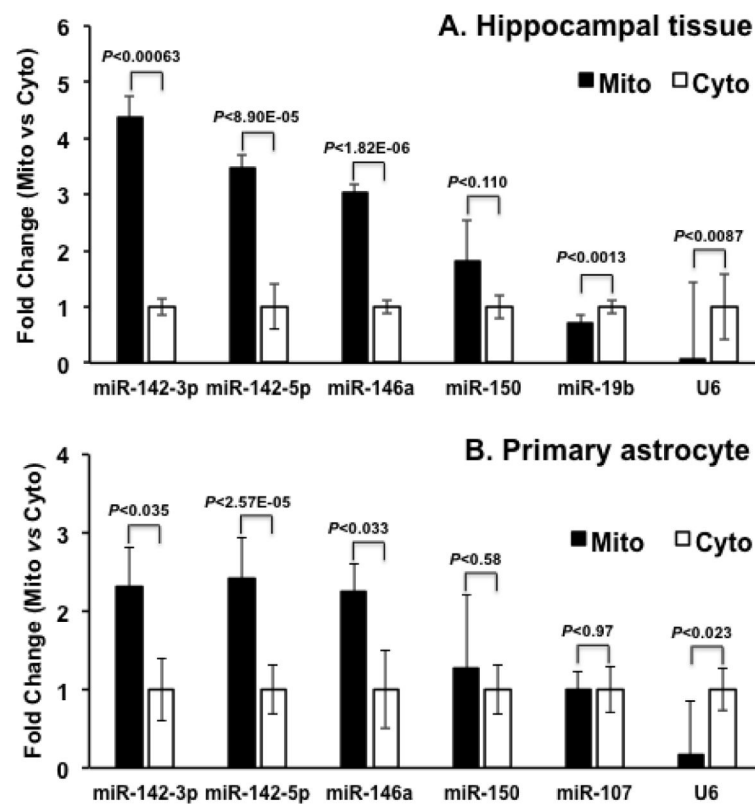 A. Hippocampal tissue
Fold Change (Mito vs Cyto)
6
5
4
3
2
1
0
P<0.00063
P<8.90E-05
P<1.82E-06
P<0.110
P<0.0013
P<0.0087
Mito Cyto
miR-142-3p miR-142-5p miR-146a miR-150 miR-19b U6
B. Primary astrocyte
Fold Change (Mito vs Cyto)
4
3
2
1
0
P<0.035
P<2.57E-05
P<0.033
P<0.58
P<0.97
P<0.023
Mito Cyto
miR-142-3p miR-142-5p miR-146a miR-150 miR-107 U6